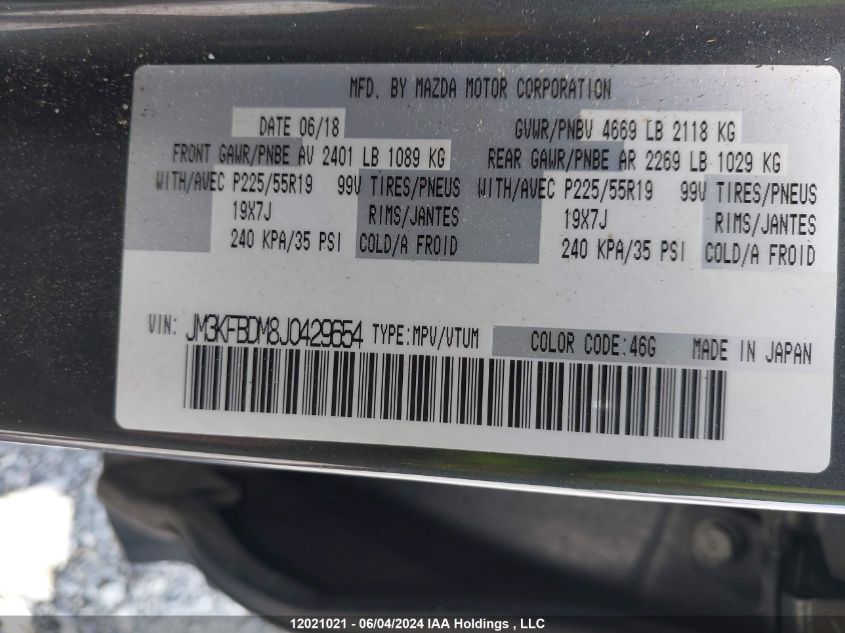 MFD. BY MAZDA MOTOR CORPORATION
DATE 06/18 GVWR/PNBV 4669 LB 2118 KG
FRONT GAWR/PNBE AV 2401 LB 1089 KG REAR GAWR/PNBE AR 2269 LB 1029 KG
WITH/AVEC P225/55R19 99V TIRES/PNEUS WITH/AVEC P225/55R19 99V TIRES/PNEUS
19X7J RIMS/JANTES 19X7J RIMS/JANTES
240 KPA/35 PSI COLD/A FROID 240 KPA/35 PSI COLD/A FROID
VIN: JM3KFBDM8J0429654 TYPE:MPV/VTUM COLOR CODE:46G MADE IN JAPAN
12021021 - 06/04/2024 IAA Holdings , LLC